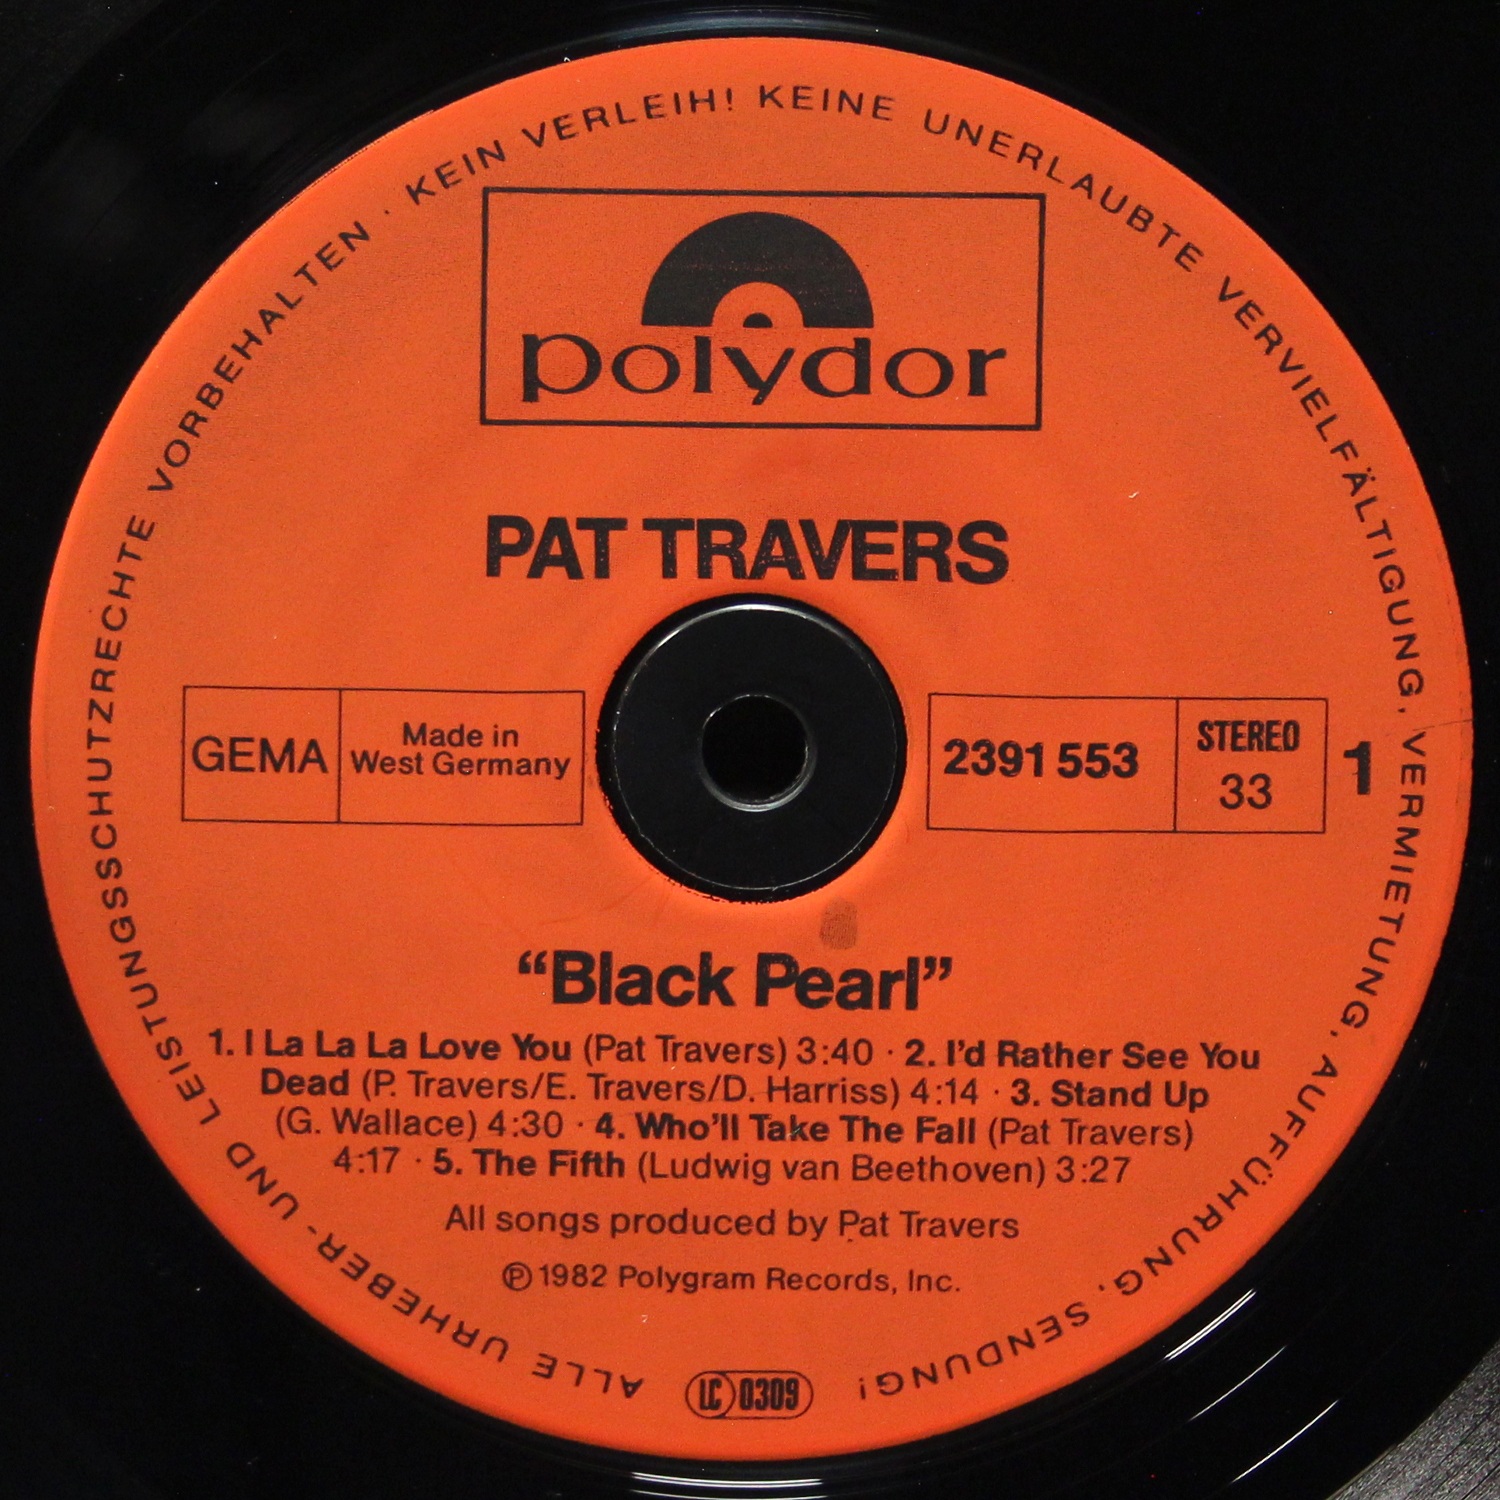 ALLE URHEBER- UND LEISTUNGSSCHUTZRECHTE VORBEHALTEN · KEIN VERLEIH! KEINE UNERLAUBTE VERVIELFÄLTIGUNG, VERMIETUNG, AUFFÜHRUNG, SENDUNG!
polydor
PAT TRAVERS
GEMA
Made in
West Germany
2391 553
STEREO
33
1
“Black Pearl”
1. I La La La Love You (Pat Travers) 3:40 · 2. I’d Rather See You
Dead (P. Travers/E. Travers/D. Harriss) 4:14 · 3. Stand Up
(G. Wallace) 4:30 · 4. Who’ll Take The Fall (Pat Travers)
4:17 · 5. The Fifth (Ludwig van Beethoven) 3:27
All songs produced by Pat Travers
℗ 1982 Polygram Records, Inc.
LC 0309